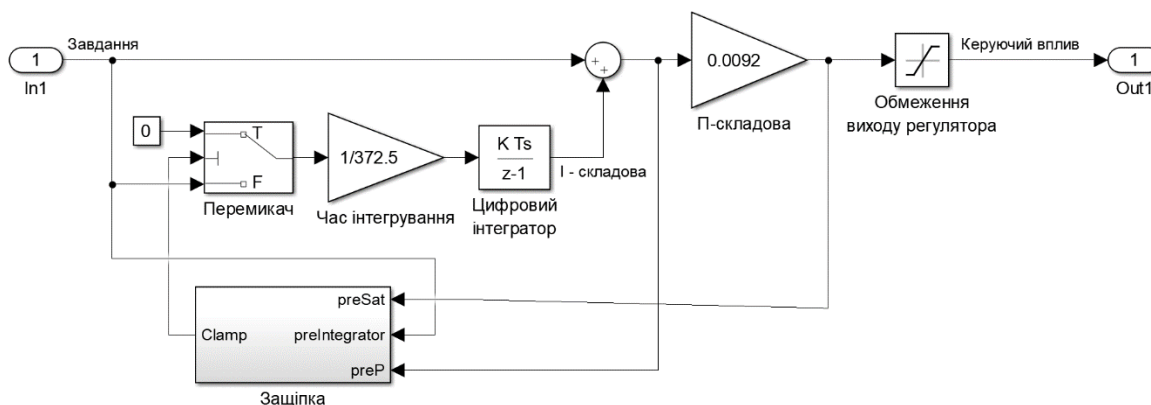 Завдання
1
In1
0
T
F
Перемикач
1/372.5
Час інтегрування
K Ts
z-1
Цифровий
інтегратор
І - складова
+
+
0.0092
П-складова
Обмеження
виходу регулятора
Керуючий вплив
1
Out1
preSat
Clamp
preIntegrator
preP
Защіпка